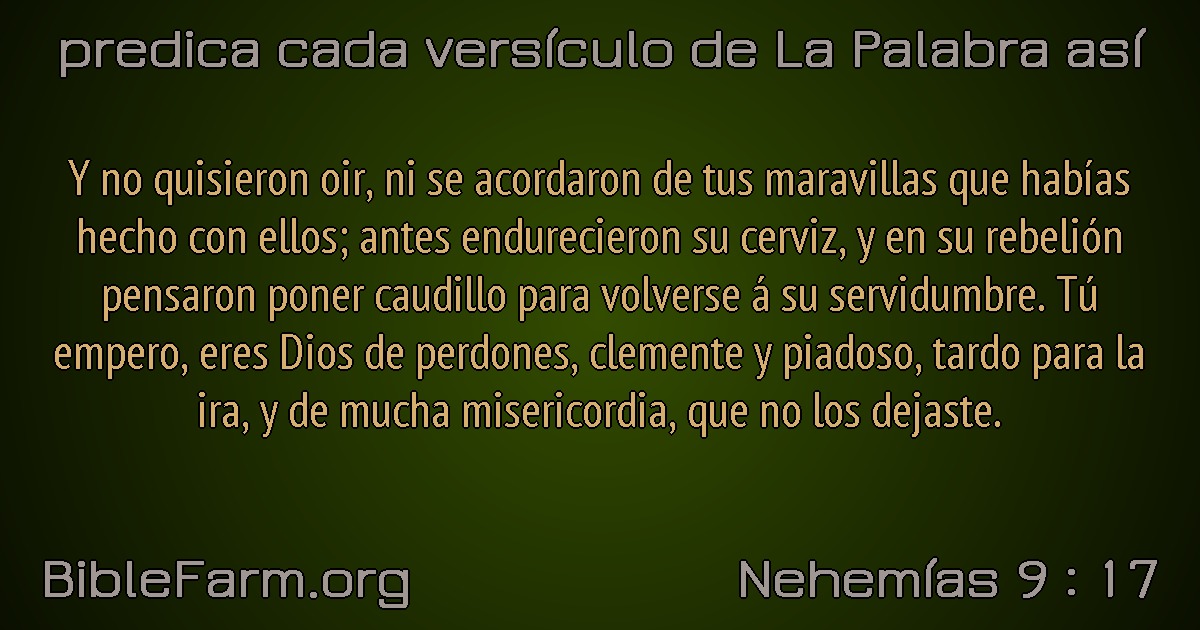 predica cada versículo de La Palabra así
Y no quisieron oir, ni se acordaron de tus maravillas que habías
hecho con ellos; antes endurecieron su cerviz, y en su rebelión
pensaron poner caudillo para volverse á su servidumbre. Tú
empero, eres Dios de perdones, clemente y piadoso, tardo para la
ira, y de mucha misericordia, que no los dejaste.
BibleFarm.org
Nehemías 9 : 17